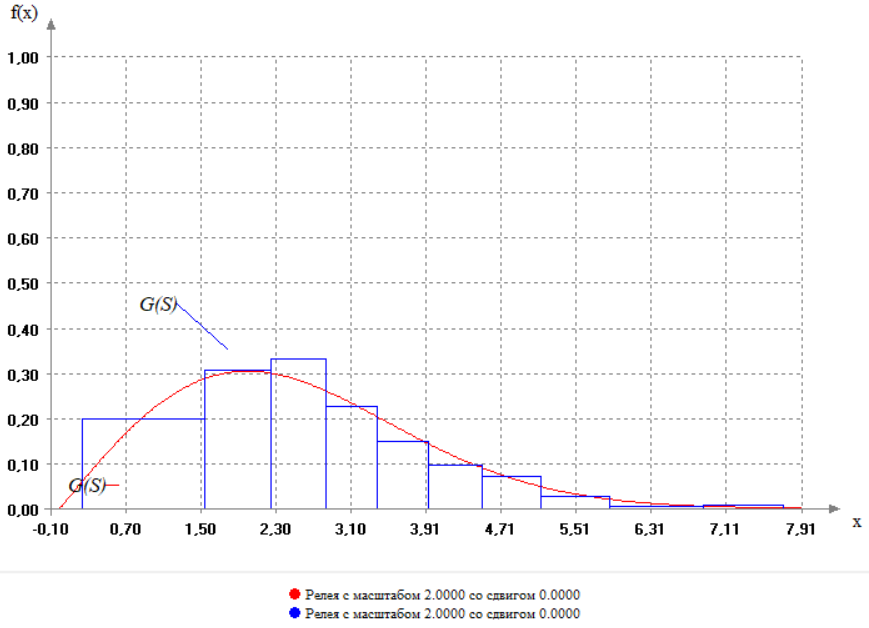 f(x)
1,00
0,90
0,80
0,70
0,60
0,50
0,40
0,30
0,20
0,10
0,00
G(S)
G(S)
-0,10 0,70 1,50 2,30 3,10 3,91 4,71 5,51 6,31 7,11 7,91
x
Релея с масштабом 2.0000 со сдвигом 0.0000
Релея с масштабом 2.0000 со сдвигом 0.0000